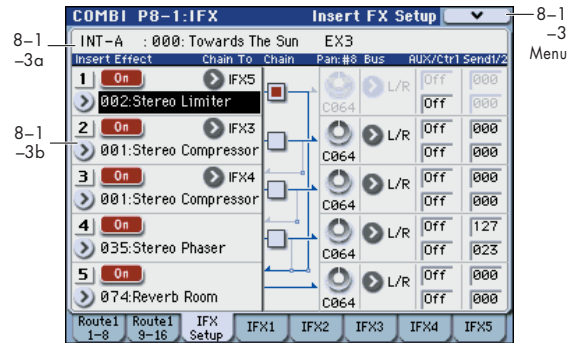 COMBI P8-1:IFX Insert FX Setup
8–1
–3
Menu
8–1
–3a
INT-A :000: Towards The Sun EX3
Insert Effect Chain To Chain Pan:#8 Bus AUX/Ctrl Send1/2
1 On IFX5 L/R Off 000
002:Stereo Limiter C064 Off 000
8–1
–3b
2 On IFX3 L/R Off 000
001:Stereo Compressor C064 Off 000
3 On IFX4 L/R Off 000
001:Stereo Compressor C064 Off 000
4 On L/R Off 127
035:Stereo Phaser Off 023
5 On L/R Off 000
074:Reverb Room C064 Off 000
Route1 1-8 Route1 9-16 IFX Setup IFX1 IFX2 IFX3 IFX4 IFX5